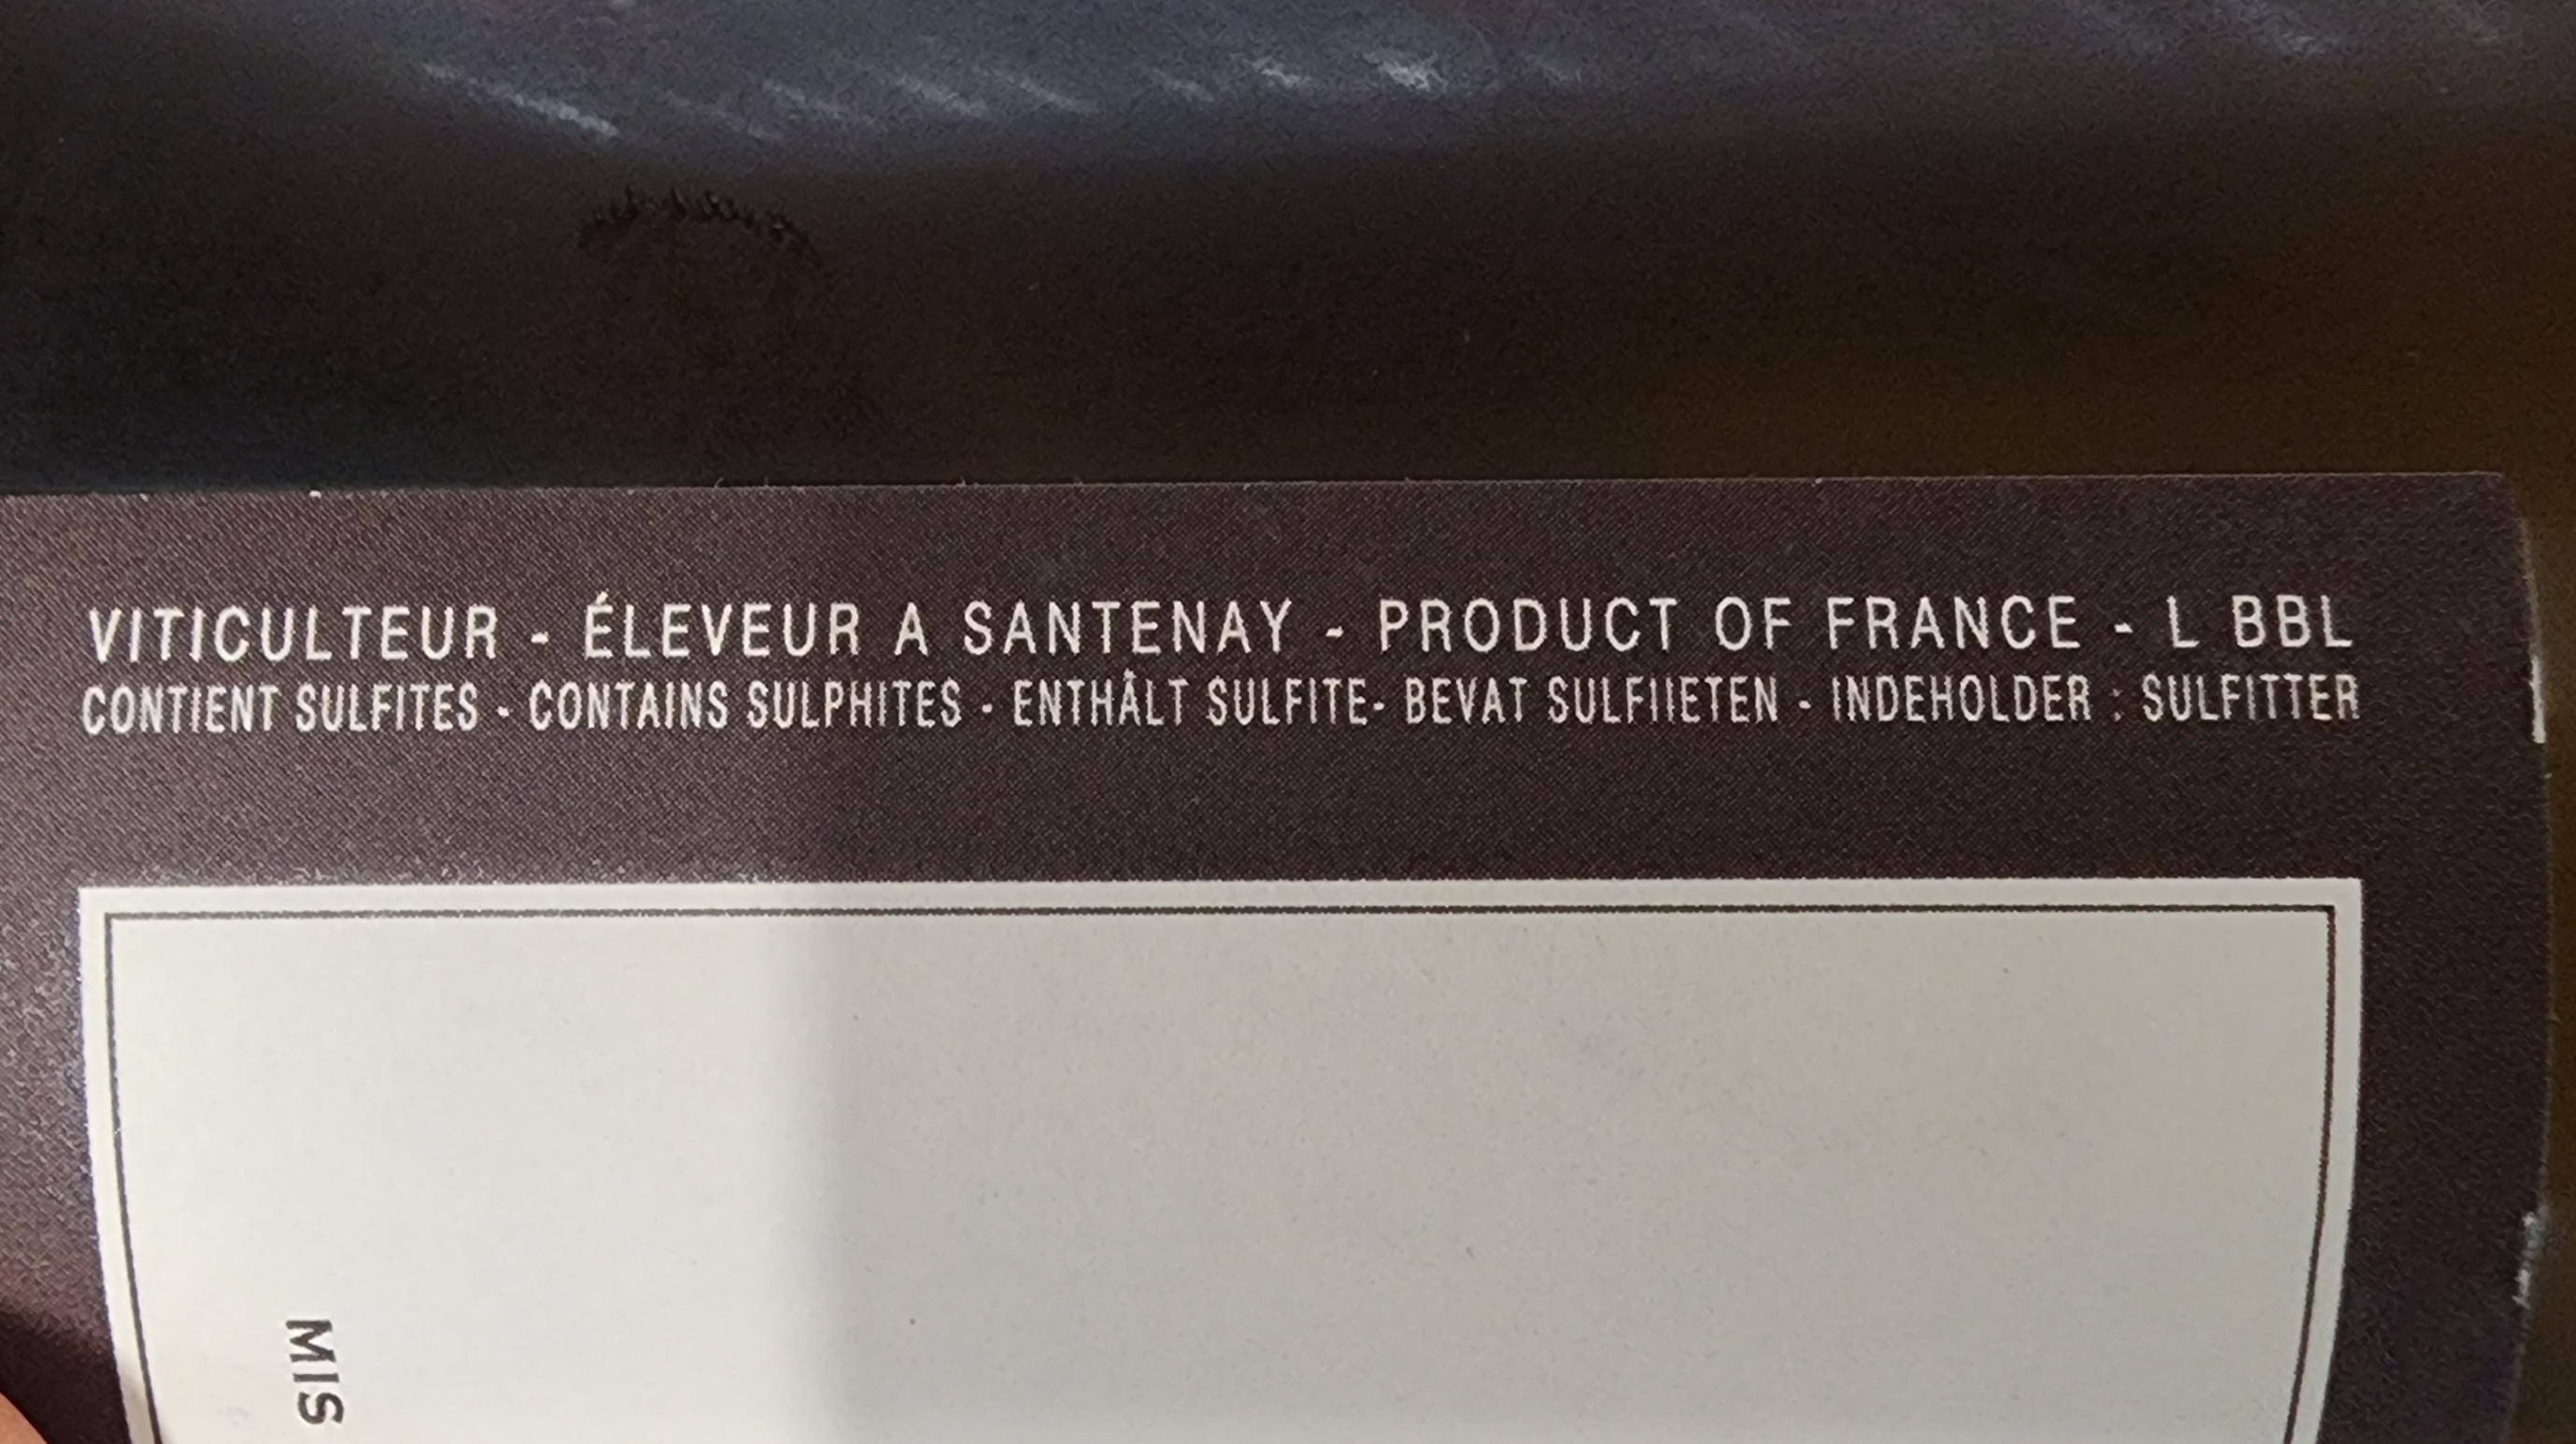 VITICULTEUR - ÉLEVEUR A SANTENAY - PRODUCT OF FRANCE - L BBL
CONTIENT SULFITES - CONTAINS SULPHITES - ENTHÄLT SULFITE- BEVAT SULFIIETEN - INDEHOLDER : SULFITTER
MIS